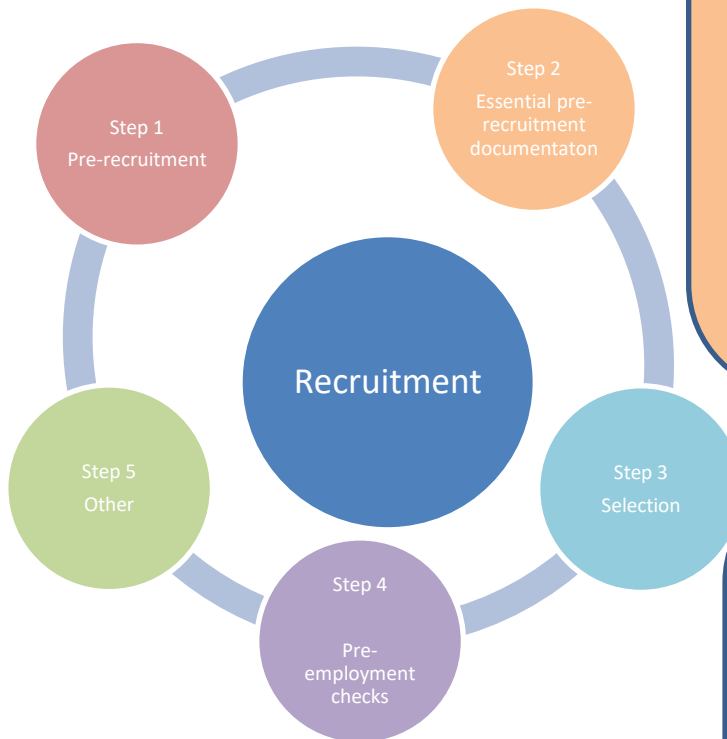 Step 1
Pre-recruitment
Step 2
Essential pre-
recruitment
documentaton
Recruitment
Step 3
Selection
Step 4
Pre-
employment
checks
Step 5
Other